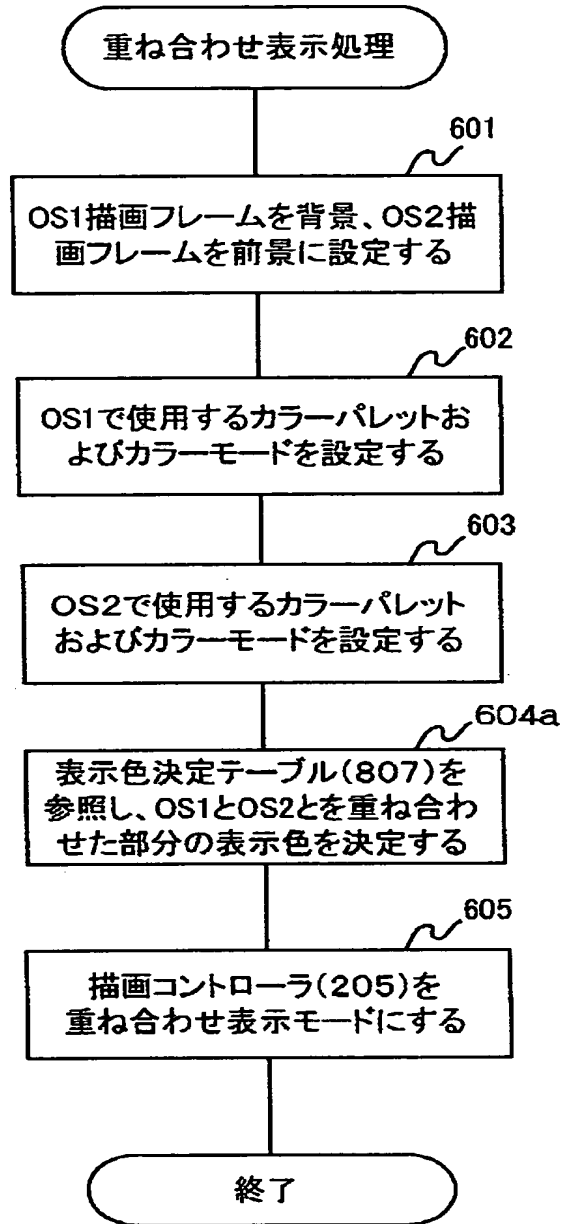 重ね合わせ表示処理
601
OS1描画フレームを背景、OS2描
画フレームを前景に設定する
602
OS1で使用するカラーパレットお
よびカラーモードを設定する
603
OS2で使用するカラーパレット
およびカラーモードを設定する
604a
表示色決定テーブル(807)を
参照し、OS1とOS2とを重ね合わ
せた部分の表示色を決定する
605
描画コントローラ(205)を
重ね合わせ表示モードにする
終了